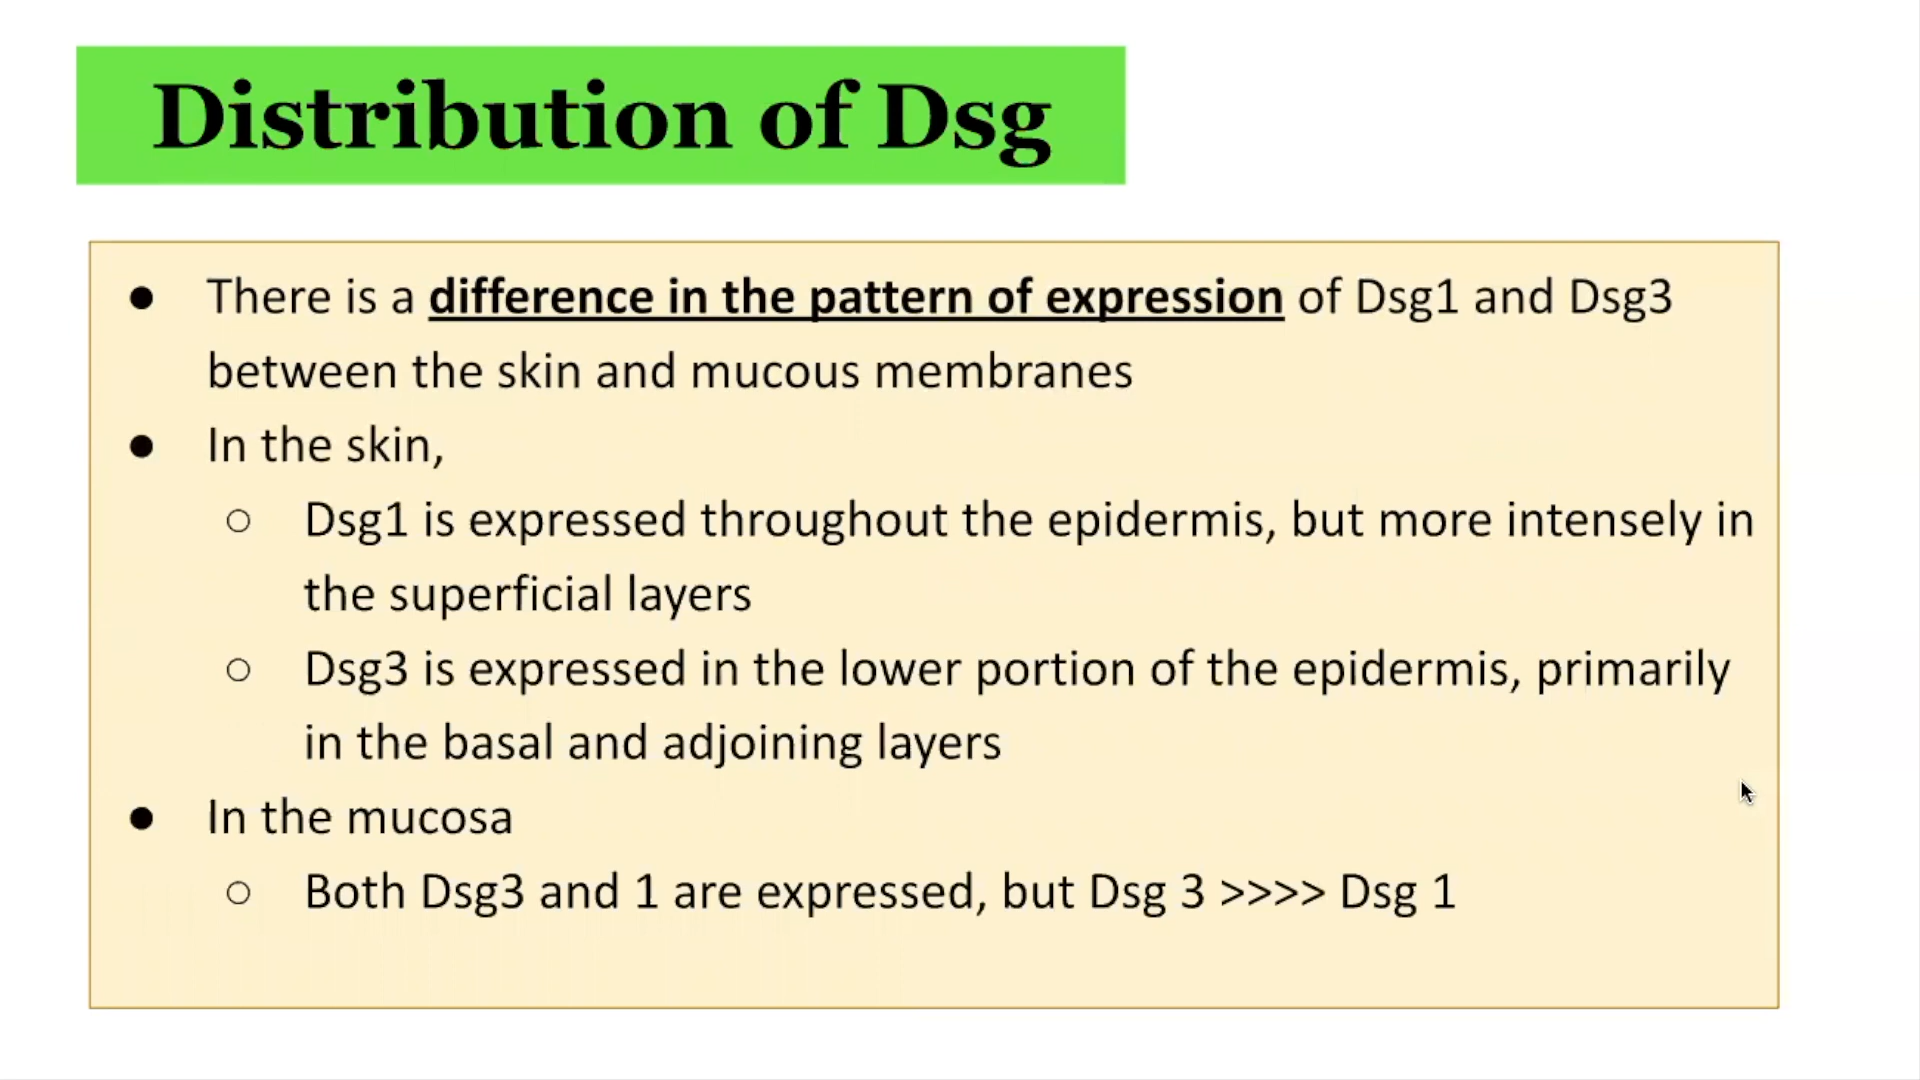 Distribution of Dsg
● There is a difference in the pattern of expression of Dsg1 and Dsg3
between the skin and mucous membranes
● In the skin,
○ Dsg1 is expressed throughout the epidermis, but more intensely in
the superficial layers
○ Dsg3 is expressed in the lower portion of the epidermis, primarily
in the basal and adjoining layers
● In the mucosa
○ Both Dsg3 and 1 are expressed, but Dsg 3 >>>> Dsg 1